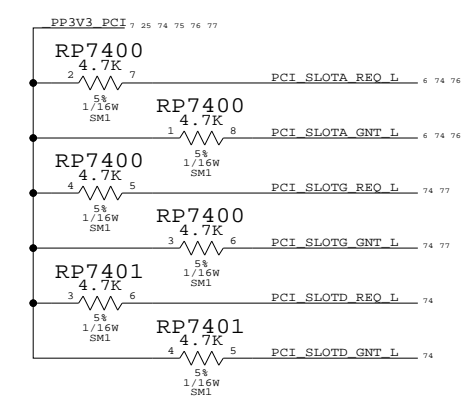 PP3V3_PCI 7 25 74 75 76 77
RP7400
4.7K
2 7 PCI_SLOTA_REQ_L 6 74 76
5%
1/16W
SM1
RP7400
4.7K
1 8 PCI_SLOTA_GNT_L 6 74 76
5%
1/16W
SM1
RP7400
4.7K
4 5 PCI_SLOTG_REQ_L 74 77
5%
1/16W
SM1
RP7400
4.7K
3 6 PCI_SLOTG_GNT_L 74 77
5%
1/16W
SM1
RP7401
4.7K
3 6 PCI_SLOTD_REQ_L 74
5%
1/16W
SM1
RP7401
4.7K
4 5 PCI_SLOTD_GNT_L 74
5%
1/16W
SM1